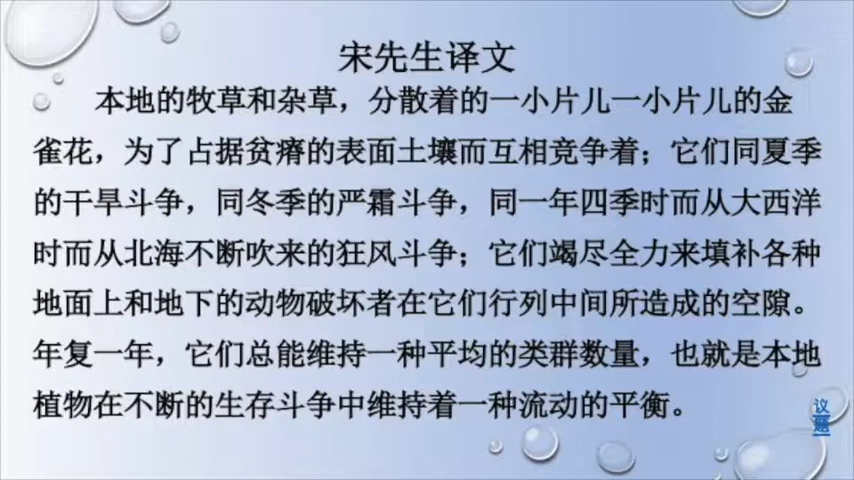 宋先生译文
本地的牧草和杂草，分散着的一小片儿一小片儿的金
雀花，为了占据贫瘠的表面土壤而互相竞争着；它们同夏季
的干旱斗争，同冬季的严霜斗争，同一年四季时而从大西洋
时而从北海不断吹来的狂风斗争；它们竭尽全力来填补各种
地面上和地下的动物破坏者在它们行列中间所造成的空隙。
年复一年，它们总能维持一种平均的类群数量，也就是本地
植物在不断的生存斗争中维持着一种流动的平衡。
议题